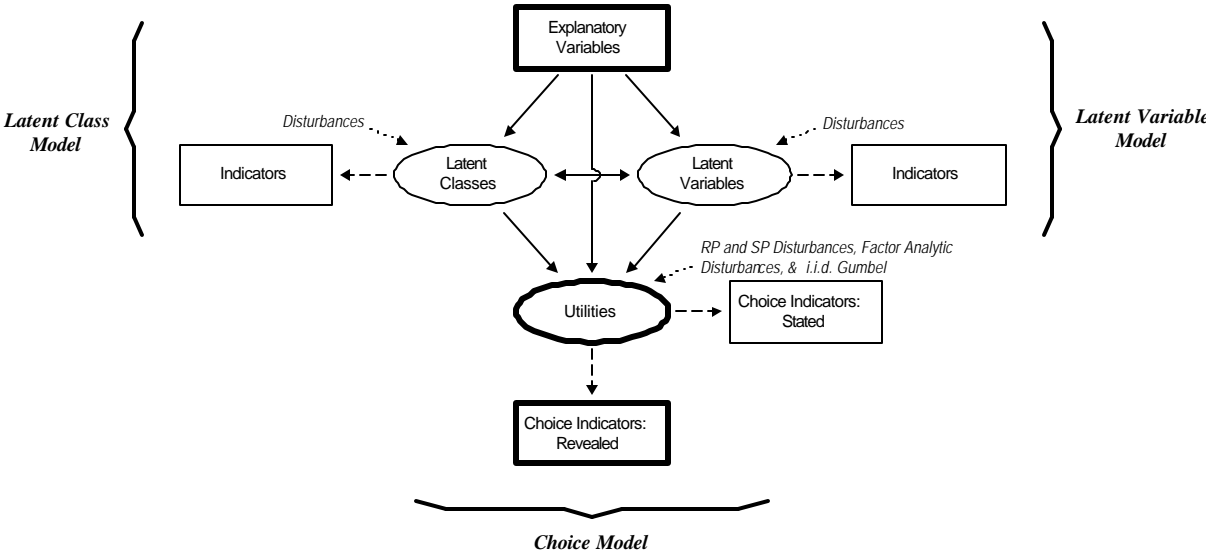 Explanatory
Variables
Latent Class
Model
Disturbances
Disturbances
Latent Variable
Model
Indicators
Latent
Classes
Latent
Variables
Indicators
RP and SP Disturbances, Factor Analytic
Disturbances, & i.i.d. Gumbel
Utilities
Choice Indicators:
Stated
Choice Indicators:
Revealed
Choice Model